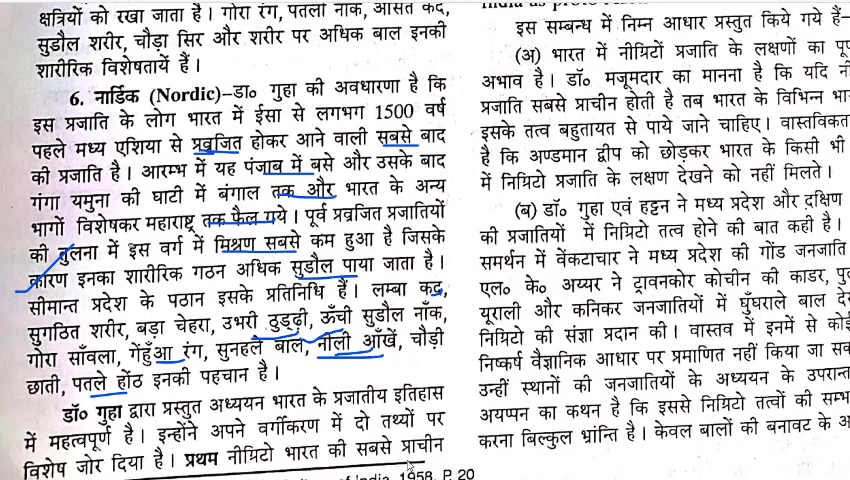 क्षत्रियों को रखा जाता है। गोरा रंग, पतली नाक, औसत कद,
सुडौल शरीर, चौड़ा सिर और शरीर पर अधिक बाल इनकी
शारीरिक विशेषतायें हैं।
6. नार्डिक (Nordic)–डा० गुहा की अवधारणा है कि
इस प्रजाति के लोग भारत में ईसा से लगभग 1500 वर्ष
पहले मध्य एशिया से प्रव्रजित होकर आने वाली सबसे बाद
की प्रजाति है। आरम्भ में यह पंजाब में बसे और उसके बाद
गंगा यमुना की घाटी में बंगाल तक और भारत के अन्य
भागों विशेषकर महाराष्ट्र तक फैल गये। पूर्व प्रव्रजित प्रजातियों
की तुलना में इस वर्ग में मिश्रण सबसे कम हुआ है जिसके
कारण इनका शारीरिक गठन अधिक सुडौल पाया जाता है।
सीमान्त प्रदेश के पठान इसके प्रतिनिधि हैं। लम्बा कद,
सुगठित शरीर, बड़ा चेहरा, उभरी ठुड्ढी, ऊँची सुडौल नाँक,
गोरा साँवला, गेंहुँआ रंग, सुनहले बाल, नीली आँखें, चौड़ी
छाती, पतले होंठ इनकी पहचान है।
डॉ० गुहा द्वारा प्रस्तुत अध्ययन भारत के प्रजातीय इतिहास
में महत्वपूर्ण है। इन्होंने अपने वर्गीकरण में दो तथ्यों पर
विशेष जोर दिया है। प्रथम नीग्रिटो भारत की सबसे प्राचीन
of India, 1958, P. 20
इस सम्बन्ध में निम्न आधार प्रस्तुत किये गये हैं–
(अ) भारत में नीग्रिटों प्रजाति के लक्षणों का पू
अभाव है। डॉ० मजूमदार का मानना है कि यदि नी
प्रजाति सबसे प्राचीन होती है तब भारत के विभिन्न भा
इसके तत्व बहुतायत से पाये जाने चाहिए। वास्तविकत
है कि अण्डमान द्वीप को छोड़कर भारत के किसी भी
में निग्रिटो प्रजाति के लक्षण देखने को नहीं मिलते।
(ब) डॉ० गुहा एवं हट्टन ने मध्य प्रदेश और दक्षिण
की प्रजातियों में निग्रिटो तत्व होने की बात कही है।
समर्थन में वेंकटाचार ने मध्य प्रदेश की गोंड जनजाति
एल० के० अय्यर ने ट्रावनकोर कोचीन की काडर, पु
यूराली और कनिकर जनजातियों में घुँघराले बाल दे
निग्रिटो की संज्ञा प्रदान की। वास्तव में इनमें से कोई
निष्कर्ष वैज्ञानिक आधार पर प्रमाणित नहीं किया जा सक
उन्हीं स्थानों की जनजातियों के अध्ययन के उपरान्त
अयप्पन का कथन है कि इससे निग्रिटो तत्वों की सम्भ
करना बिल्कुल भ्रांन्ति है। केवल बालों की बनावट के अ